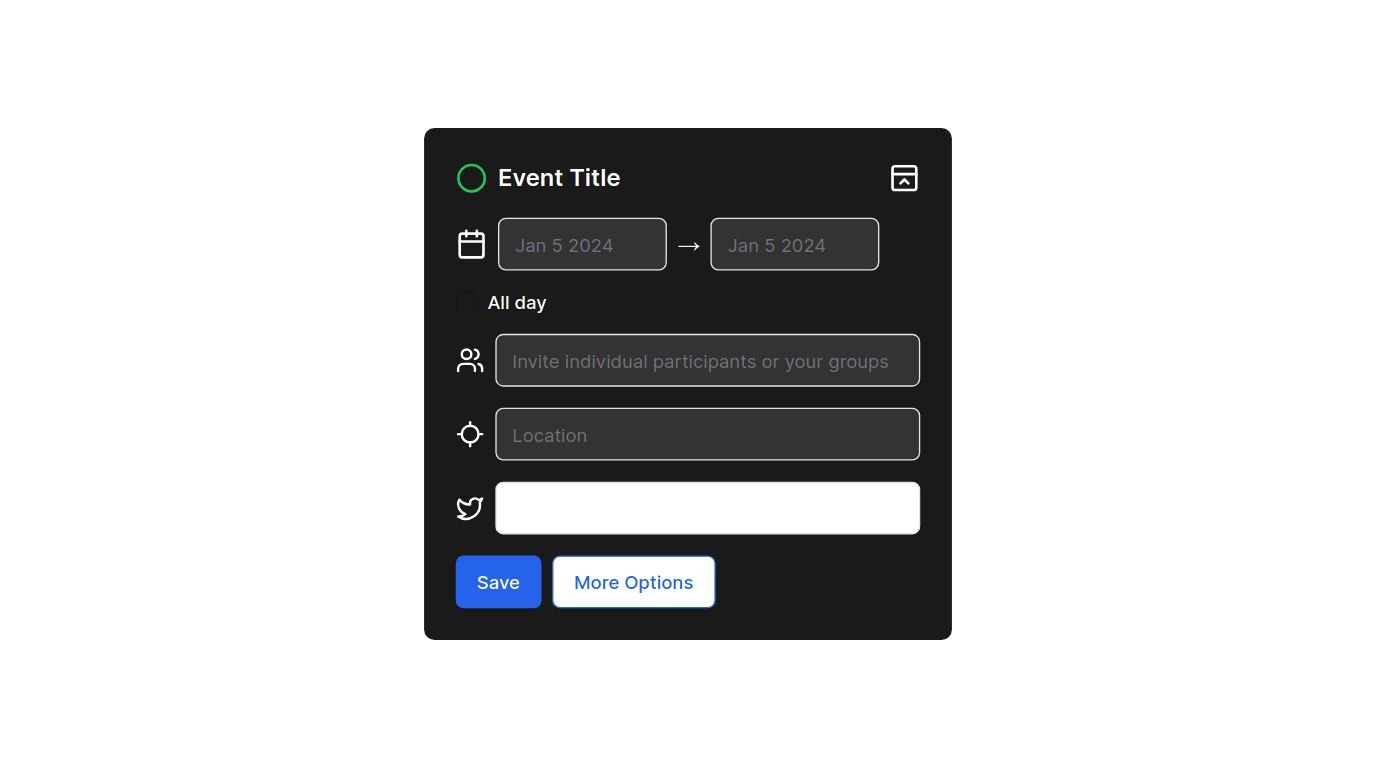 Event Title
Jan 5 2024 → Jan 5 2024
All day
Invite individual participants or your groups
Location
Save More Options